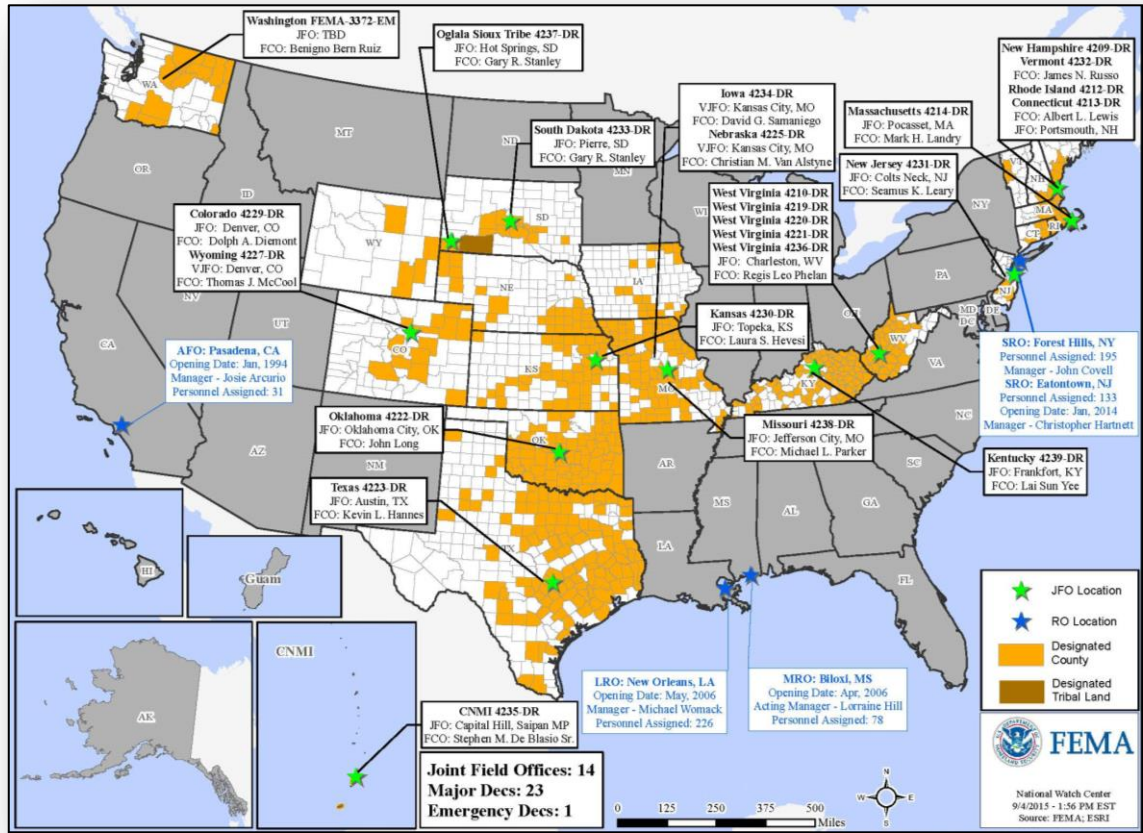 Washington FEMA-3372-EM
JFO: TBD
FCO: Benigno Bern Ruiz
Oglala Sioux Tribe 4237-DR
JFO: Hot Springs, SD
FCO: Gary R. Stanley
South Dakota 4233-DR
JFO: Pierre, SD
FCO: Gary R. Stanley
Iowa 4234-DR
VJFO: Kansas City, MO
FCO: David G. Samaniego
Nebraska 4225-DR
VJFO: Kansas City, MO
FCO: Christian M. Van Alstyne
New Hampshire 4209-DR
Vermont 4232-DR
FCO: James N. Russo
Rhode Island 4212-DR
Connecticut 4213-DR
FCO: Albert L. Lewis
JFO: Portsmouth, NH
Massachusetts 4214-DR
JFO: Pocasset, MA
FCO: Mark H. Landry
New Jersey 4231-DR
JFO: Colts Neck, NJ
FCO: Seamus K. Leary
Colorado 4229-DR
JFO: Denver, CO
FCO: Dolph A. Diemont
Wyoming 4227-DR
VJFO: Denver, CO
FCO: Thomas J. McCool
West Virginia 4210-DR
West Virginia 4219-DR
West Virginia 4220-DR
West Virginia 4221-DR
West Virginia 4236-DR
JFO: Charleston, WV
FCO: Regis Leo Phelan
Kansas 4230-DR
JFO: Topeka, KS
FCO: Laura S. Hevesi
AFO: Pasadena, CA
Opening Date: Jan, 1994
Manager - Josie Arcurio
Personnel Assigned: 31
SRO: Forest Hills, NY
Personnel Assigned: 195
Manager - John Covell
SRO: Eatontown, NJ
Personnel Assigned: 133
Opening Date: Jan, 2014
Manager - Christopher Hartnett
Oklahoma 4222-DR
JFO: Oklahoma City, OK
FCO: John Long
Missouri 4238-DR
JFO: Jefferson City, MO
FCO: Michael L. Parker
Kentucky 4239-DR
JFO: Frankfort, KY
FCO: Lai Sun Yee
Texas 4223-DR
JFO: Austin, TX
FCO: Kevin L. Hannes
LRO: New Orleans, LA
Opening Date: May, 2006
Manager - Michael Womack
Personnel Assigned: 226
MRO: Biloxi, MS
Opening Date: Apr, 2006
Acting Manager - Lorraine Hill
Personnel Assigned: 78
CNMI 4235-DR
JFO: Capital Hill, Saipan MP
FCO: Stephen M. De Blasio Sr.
Joint Field Offices: 14
Major Decs: 23
Emergency Decs: 1
WA
MT
ND
MN
OR
ID
SD
WI
WY
NY
VT
NH
MA
CT
RI
NV
UT
CO
NE
IA
PA
NJ
MD
DC
DE
OH
WV
VA
CA
KS
MO
KY
NC
AZ
NM
OK
AR
SC
TX
LA
MS
AL
GA
FL
HI
Guam
AK
CNMI
JFO Location
RO Location
Designated
County
Designated
Tribal Land
U.S. DEPARTMENT OF HOMELAND SECURITY
FEMA
National Watch Center
9/4/2015 - 1:56 PM EST
Source: FEMA; ESRI
0 125 250 375 500
Miles
N
W E
S